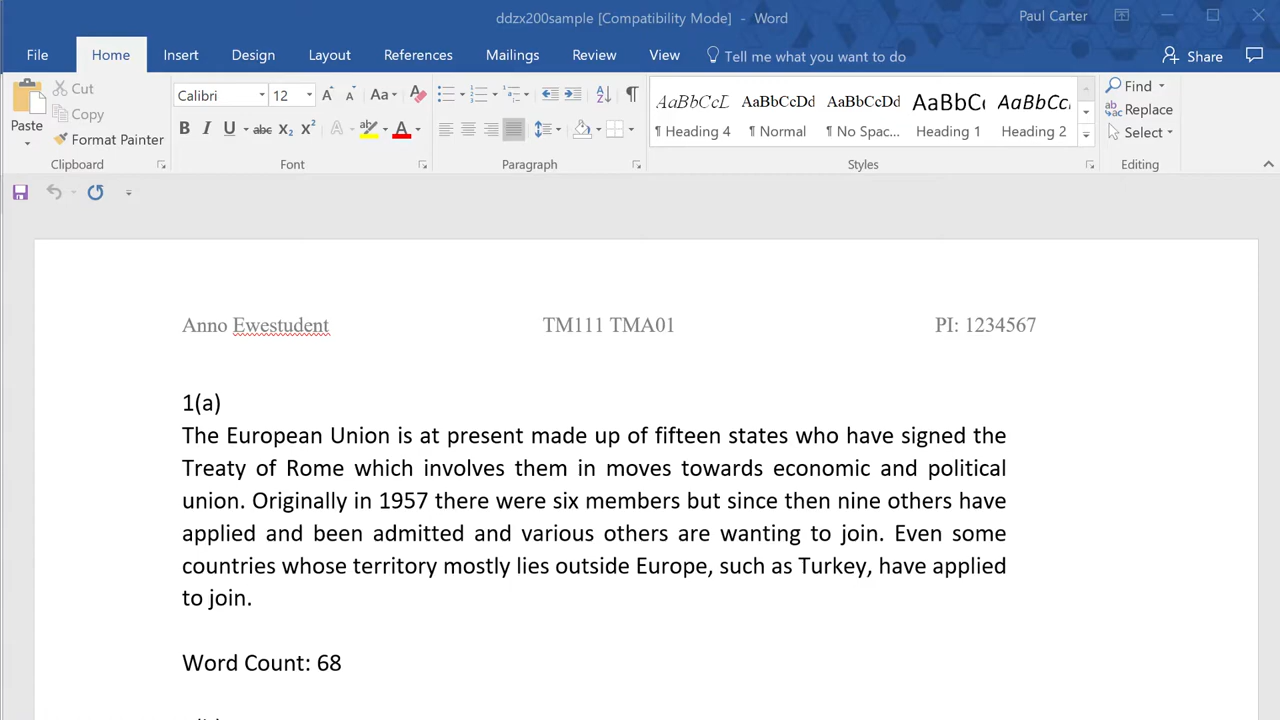 ddzx200sample [Compatibility Mode] - Word
Paul Carter
File Home Insert Design Layout References Mailings Review View Tell me what you want to do Share
Paste
Cut
Copy
Format Painter
Clipboard
Calibri 12
Font
Paragraph
AaBbCcL AaBbCcDd AaBbCcDd AaBbCc AaBbCc
¶ Heading 4 ¶ Normal ¶ No Spac... Heading 1 Heading 2
Styles
Find
Replace
Select
Editing
Anno Ewestudent TM111 TMA01 PI: 1234567
1(a)
The European Union is at present made up of fifteen states who have signed the
Treaty of Rome which involves them in moves towards economic and political
union. Originally in 1957 there were six members but since then nine others have
applied and been admitted and various others are wanting to join. Even some
countries whose territory mostly lies outside Europe, such as Turkey, have applied
to join.
Word Count: 68